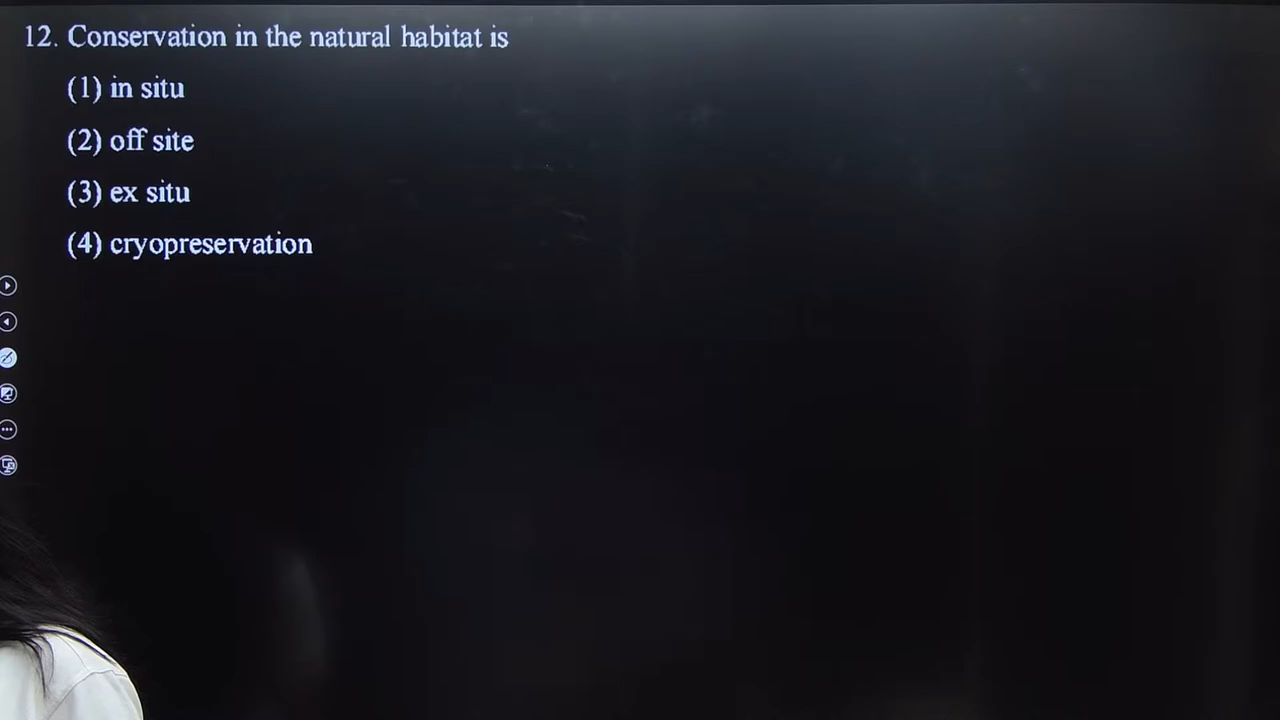 12. Conservation in the natural habitat is
(1) in situ
(2) off site
(3) ex situ
(4) cryopreservation